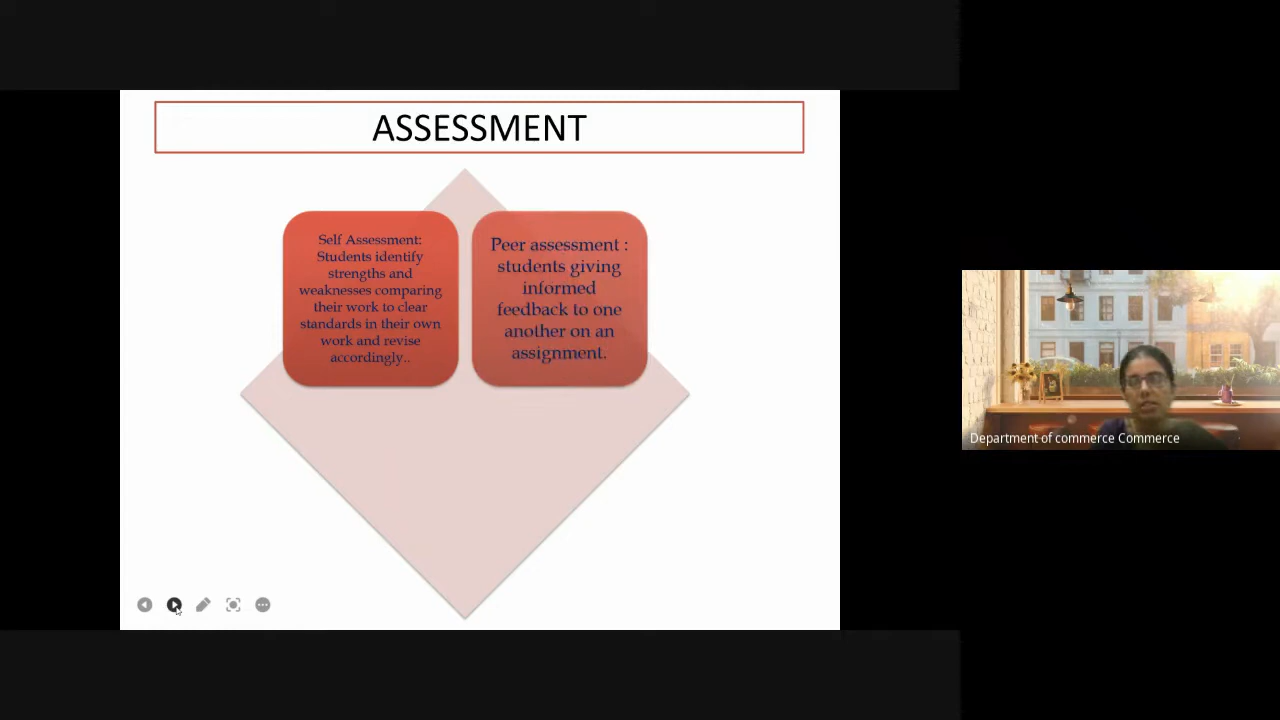 ASSESSMENT
Self Assessment:
Students identify
strengths and
weaknesses comparing
their work to clear
standards in their own
work and revise
accordingly..
Peer assessment :
students giving
informed
feedback to one
another on an
assignment.
Department of commerce Commerce